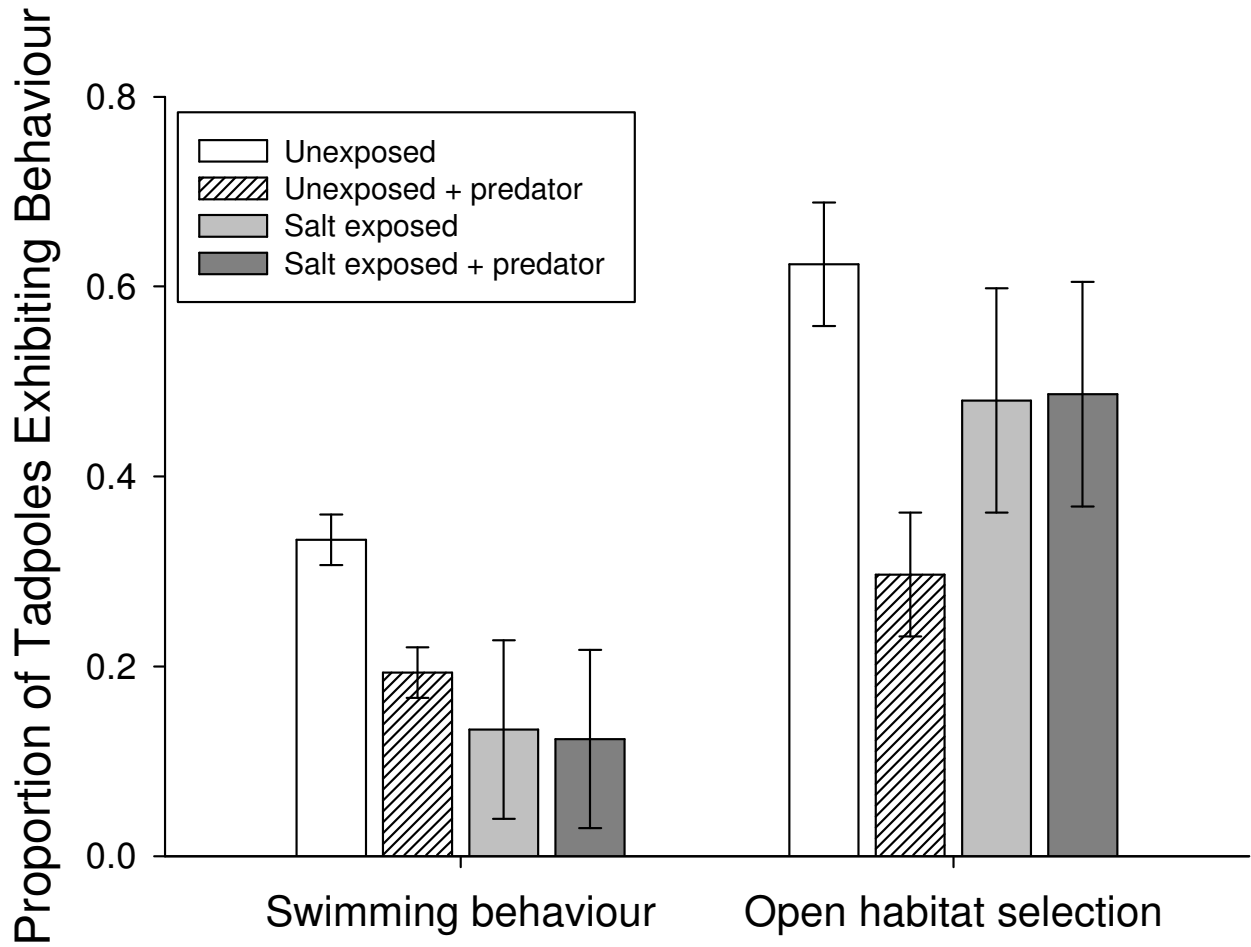 Proportion of Tadpoles Exhibiting Behaviour
0.8
0.6
0.4
0.2
0.0
Unexposed
Unexposed + predator
Salt exposed
Salt exposed + predator
Swimming behaviour
Open habitat selection